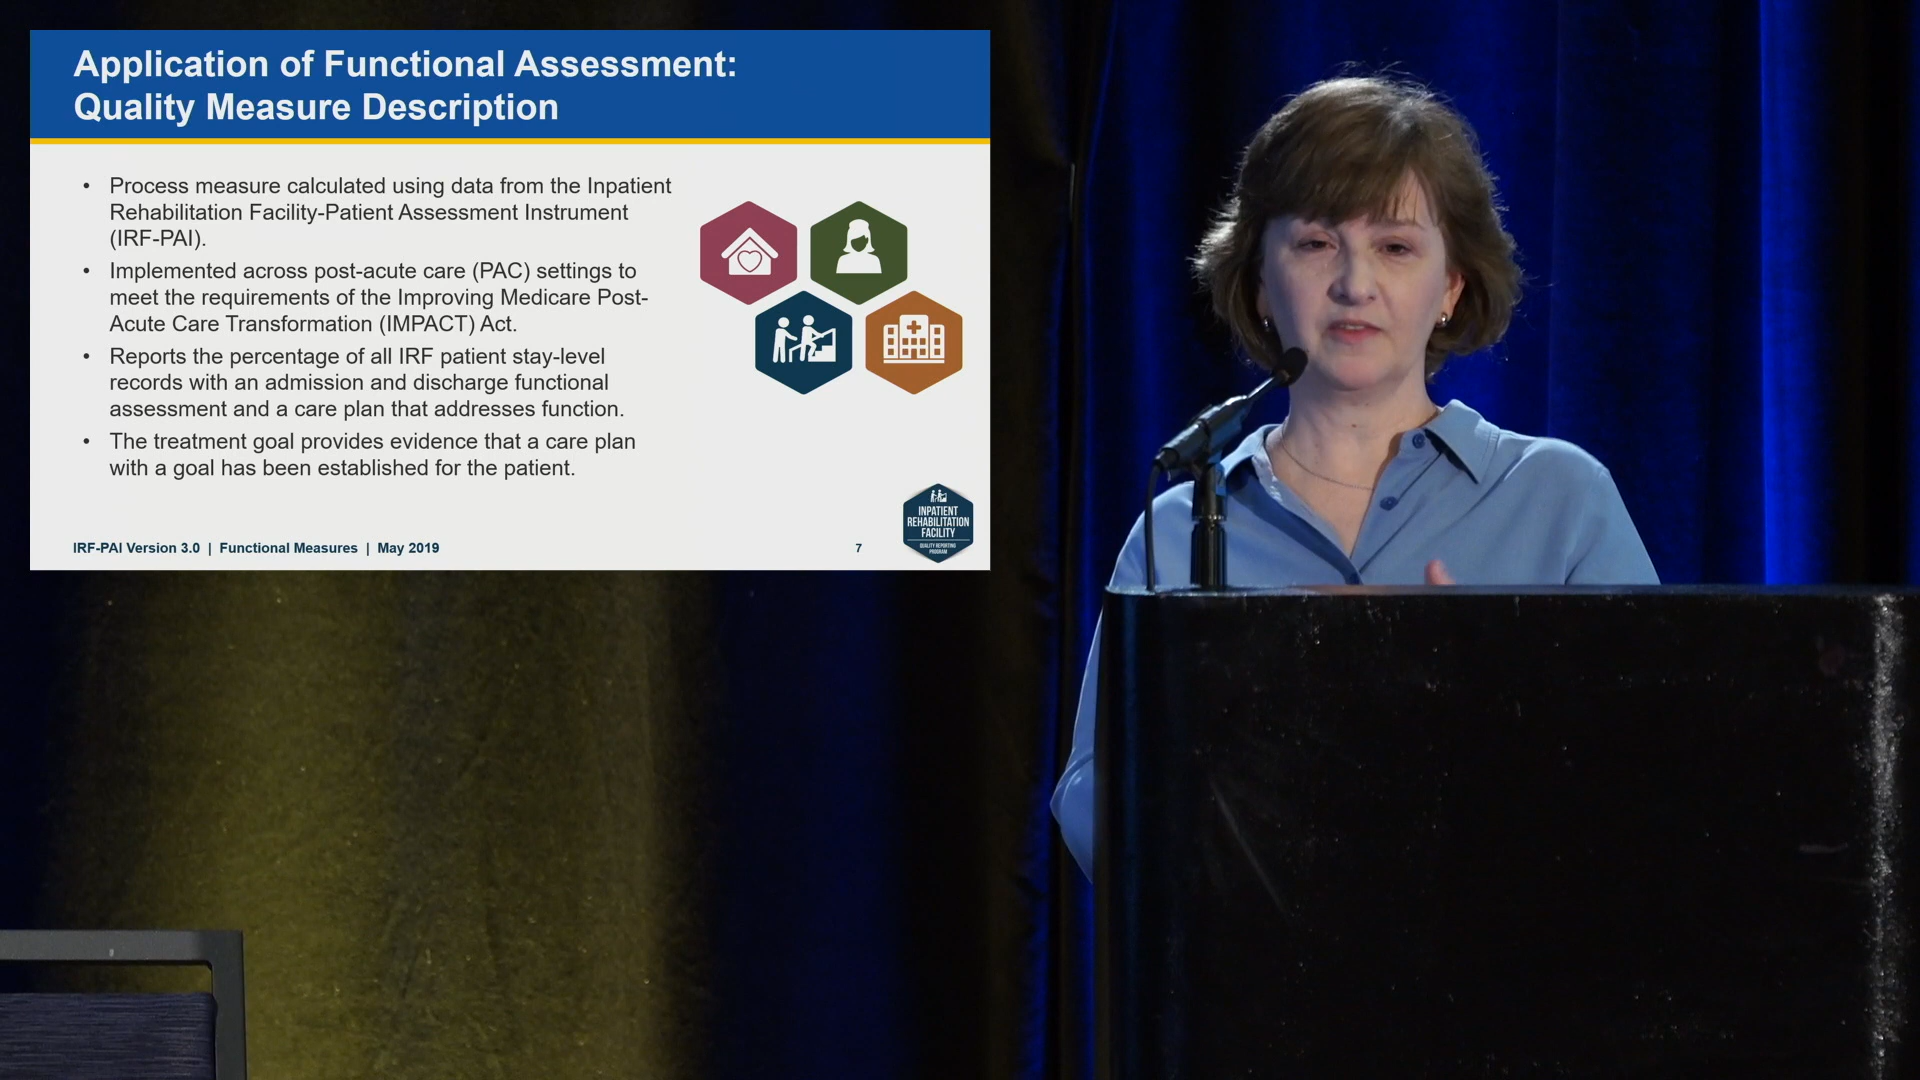 Application of Functional Assessment:
Quality Measure Description
• Process measure calculated using data from the Inpatient
Rehabilitation Facility-Patient Assessment Instrument
(IRF-PAI).
• Implemented across post-acute care (PAC) settings to
meet the requirements of the Improving Medicare Post-
Acute Care Transformation (IMPACT) Act.
• Reports the percentage of all IRF patient stay-level
records with an admission and discharge functional
assessment and a care plan that addresses function.
• The treatment goal provides evidence that a care plan
with a goal has been established for the patient.
INPATIENT
REHABILITATION
FACILITY
QUALITY REPORTING
PROGRAM
IRF-PAI Version 3.0 | Functional Measures | May 2019
7